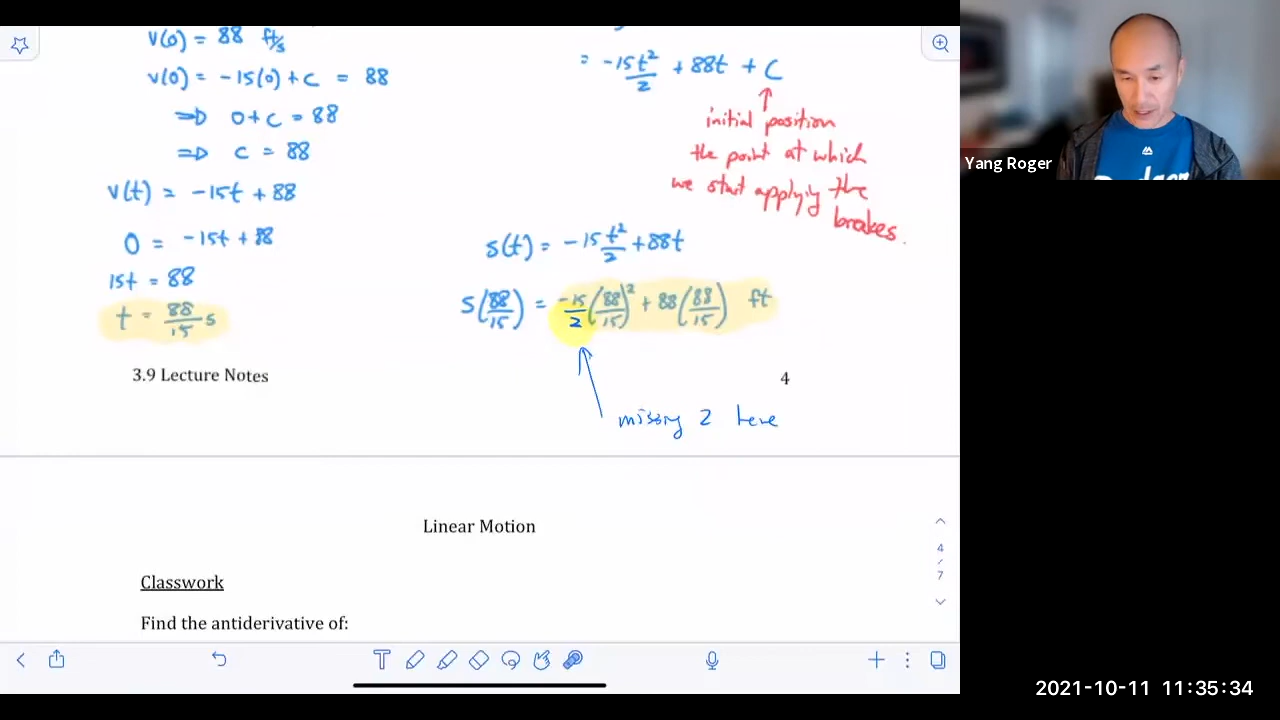 v(0) = 88 ft/s
v(0) = -15(0) + C = 88
⇒ 0 + C = 88
⇒ C = 88
v(t) = -15t + 88
0 = -15t + 88
15t = 88
t = 88/15 s
= -15t²/2 + 88t + C
initial position
the point at which
we start applying the
brakes.
s(t) = -15 t²/2 + 88t
s(88/15) = -15/2 (88/15)² + 88(88/15) ft
missing 2 here
3.9 Lecture Notes
4
Linear Motion
Classwork
Find the antiderivative of:
4
/
7
T
Yang Roger
2021-10-11 11:35:34